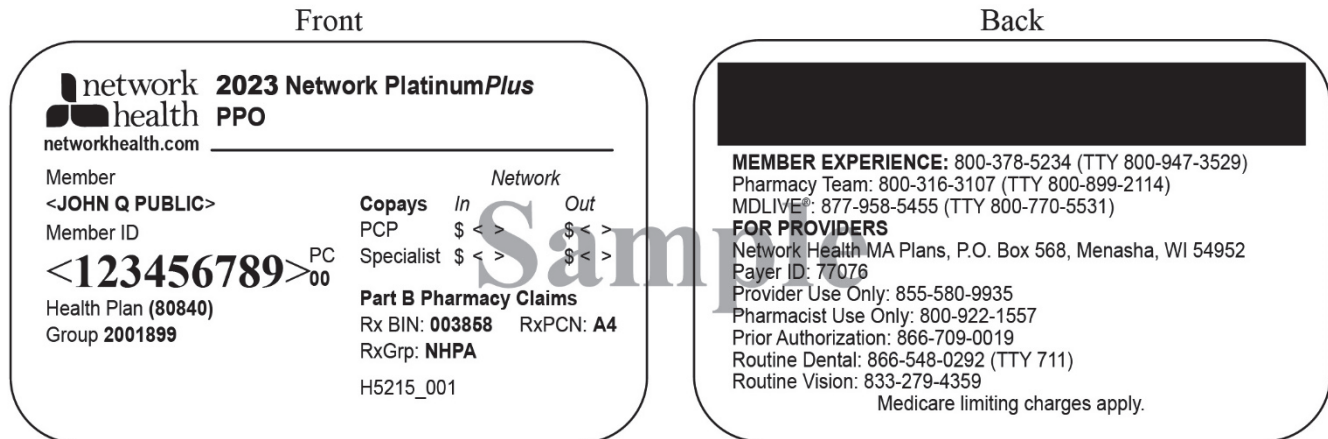 Front
network health
networkhealth.com
2023 Network PlatinumPlus
PPO
Member
<JOHN Q PUBLIC>
Member ID
<123456789> PC 00
Health Plan (80840)
Group 2001899
Network
Copays In Out
PCP $ < > $ < >
Specialist $ < > $ < >
Part B Pharmacy Claims
Rx BIN: 003858 RxPCN: A4
RxGrp: NHPA
H5215_001
Sample
Back
MEMBER EXPERIENCE: 800-378-5234 (TTY 800-947-3529)
Pharmacy Team: 800-316-3107 (TTY 800-899-2114)
MDLIVE®: 877-958-5455 (TTY 800-770-5531)
FOR PROVIDERS
Network Health MA Plans, P.O. Box 568, Menasha, WI 54952
Payer ID: 77076
Provider Use Only: 855-580-9935
Pharmacist Use Only: 800-922-1557
Prior Authorization: 866-709-0019
Routine Dental: 866-548-0292 (TTY 711)
Routine Vision: 833-279-4359
Medicare limiting charges apply.